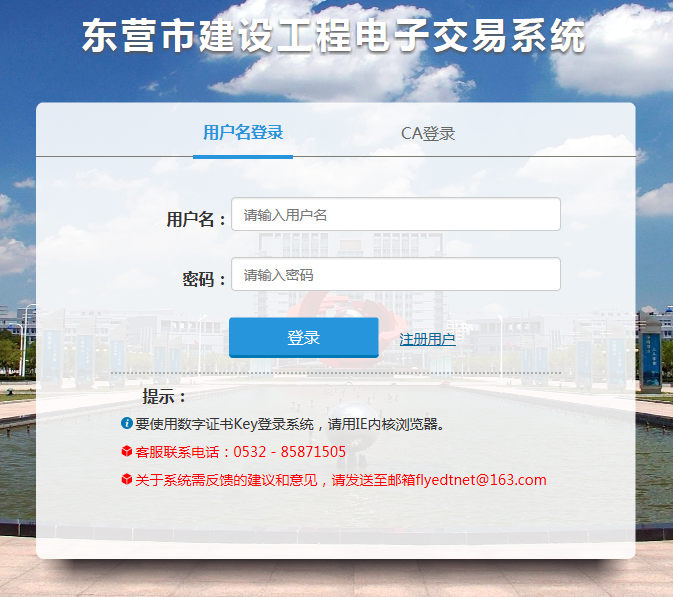 东营市建设工程电子交易系统
用户名登录 CA登录
用户名： 请输入用户名
密码： 请输入密码
登录 注册用户
提示：
要使用数字证书Key登录系统，请用IE内核浏览器。
客服联系电话：0532 - 85871505
关于系统需反馈的建议和意见，请发送至邮箱flyedtnet@163.com